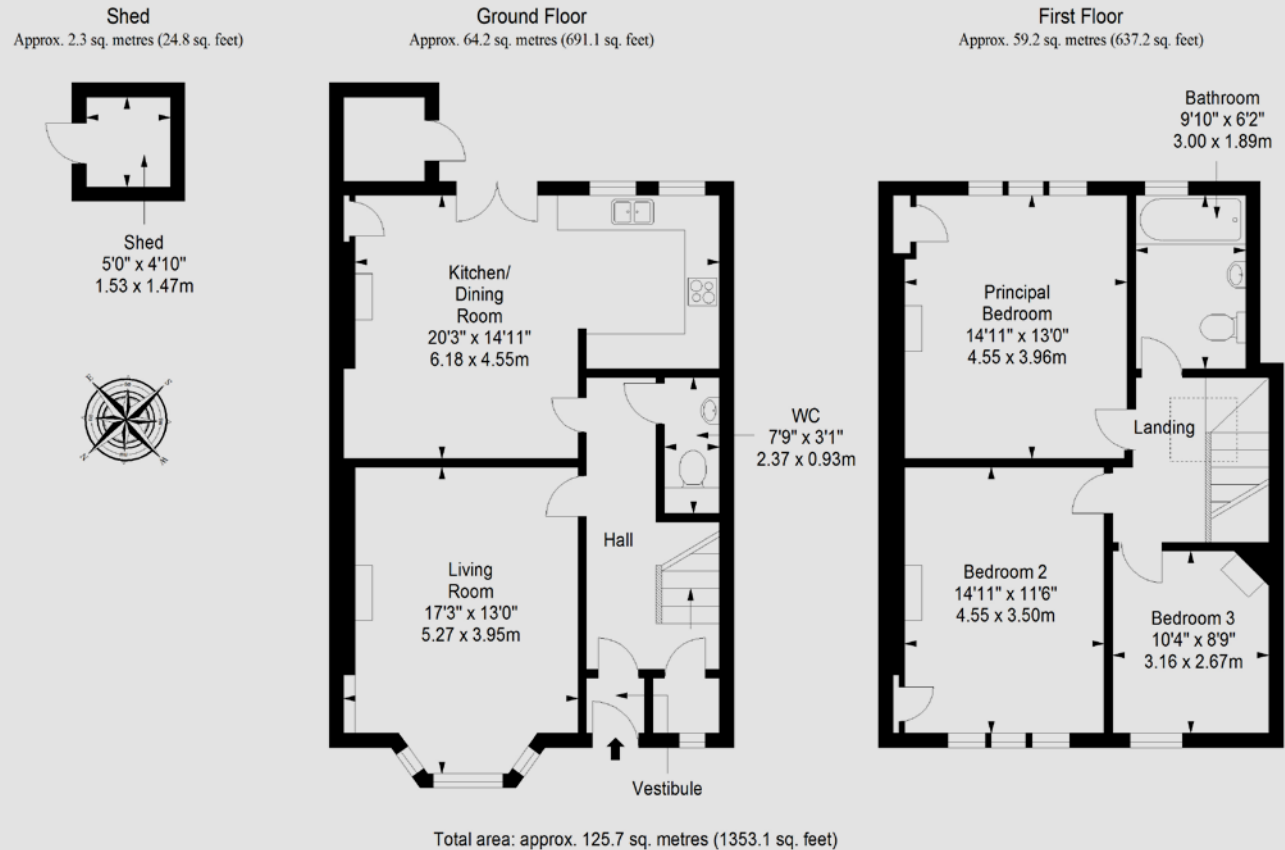 Shed
Approx. 2.3 sq. metres (24.8 sq. feet)
Ground Floor
Approx. 64.2 sq. metres (691.1 sq. feet)
First Floor
Approx. 59.2 sq. metres (637.2 sq. feet)
Shed
5'0" x 4'10"
1.53 x 1.47m
Kitchen/
Dining
Room
20'3" x 14'11"
6.18 x 4.55m
WC
7'9" x 3'1"
2.37 x 0.93m
Hall
Living
Room
17'3" x 13'0"
5.27 x 3.95m
Vestibule
Bathroom
9'10" x 6'2"
3.00 x 1.89m
Principal
Bedroom
14'11" x 13'0"
4.55 x 3.96m
Landing
Bedroom 2
14'11" x 11'6"
4.55 x 3.50m
Bedroom 3
10'4" x 8'9"
3.16 x 2.67m
Total area: approx. 125.7 sq. metres (1353.1 sq. feet)